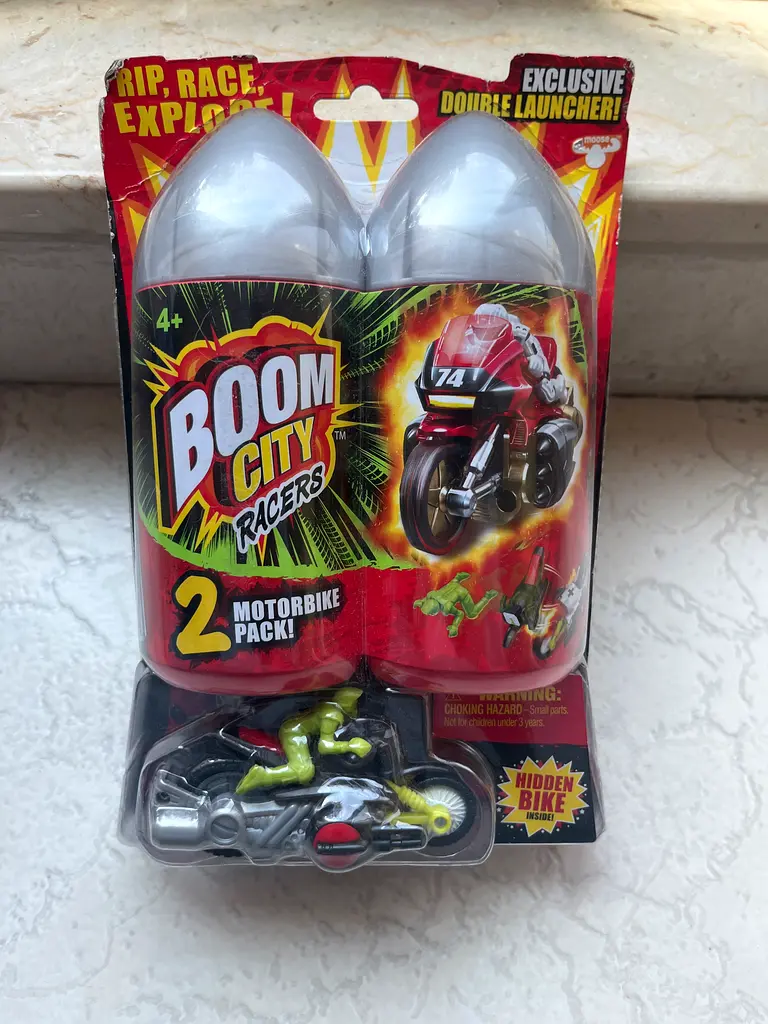 RIP, RACE,
EXPLODE!
EXCLUSIVE
DOUBLE LAUNCHER!
moose
4+
BOOM
CITY
TM
RACERS
74
2 MOTORBIKE
PACK!
WARNING:
CHOKING HAZARD – Small parts.
Not for children under 3 years.
HIDDEN
BIKE
INSIDE!